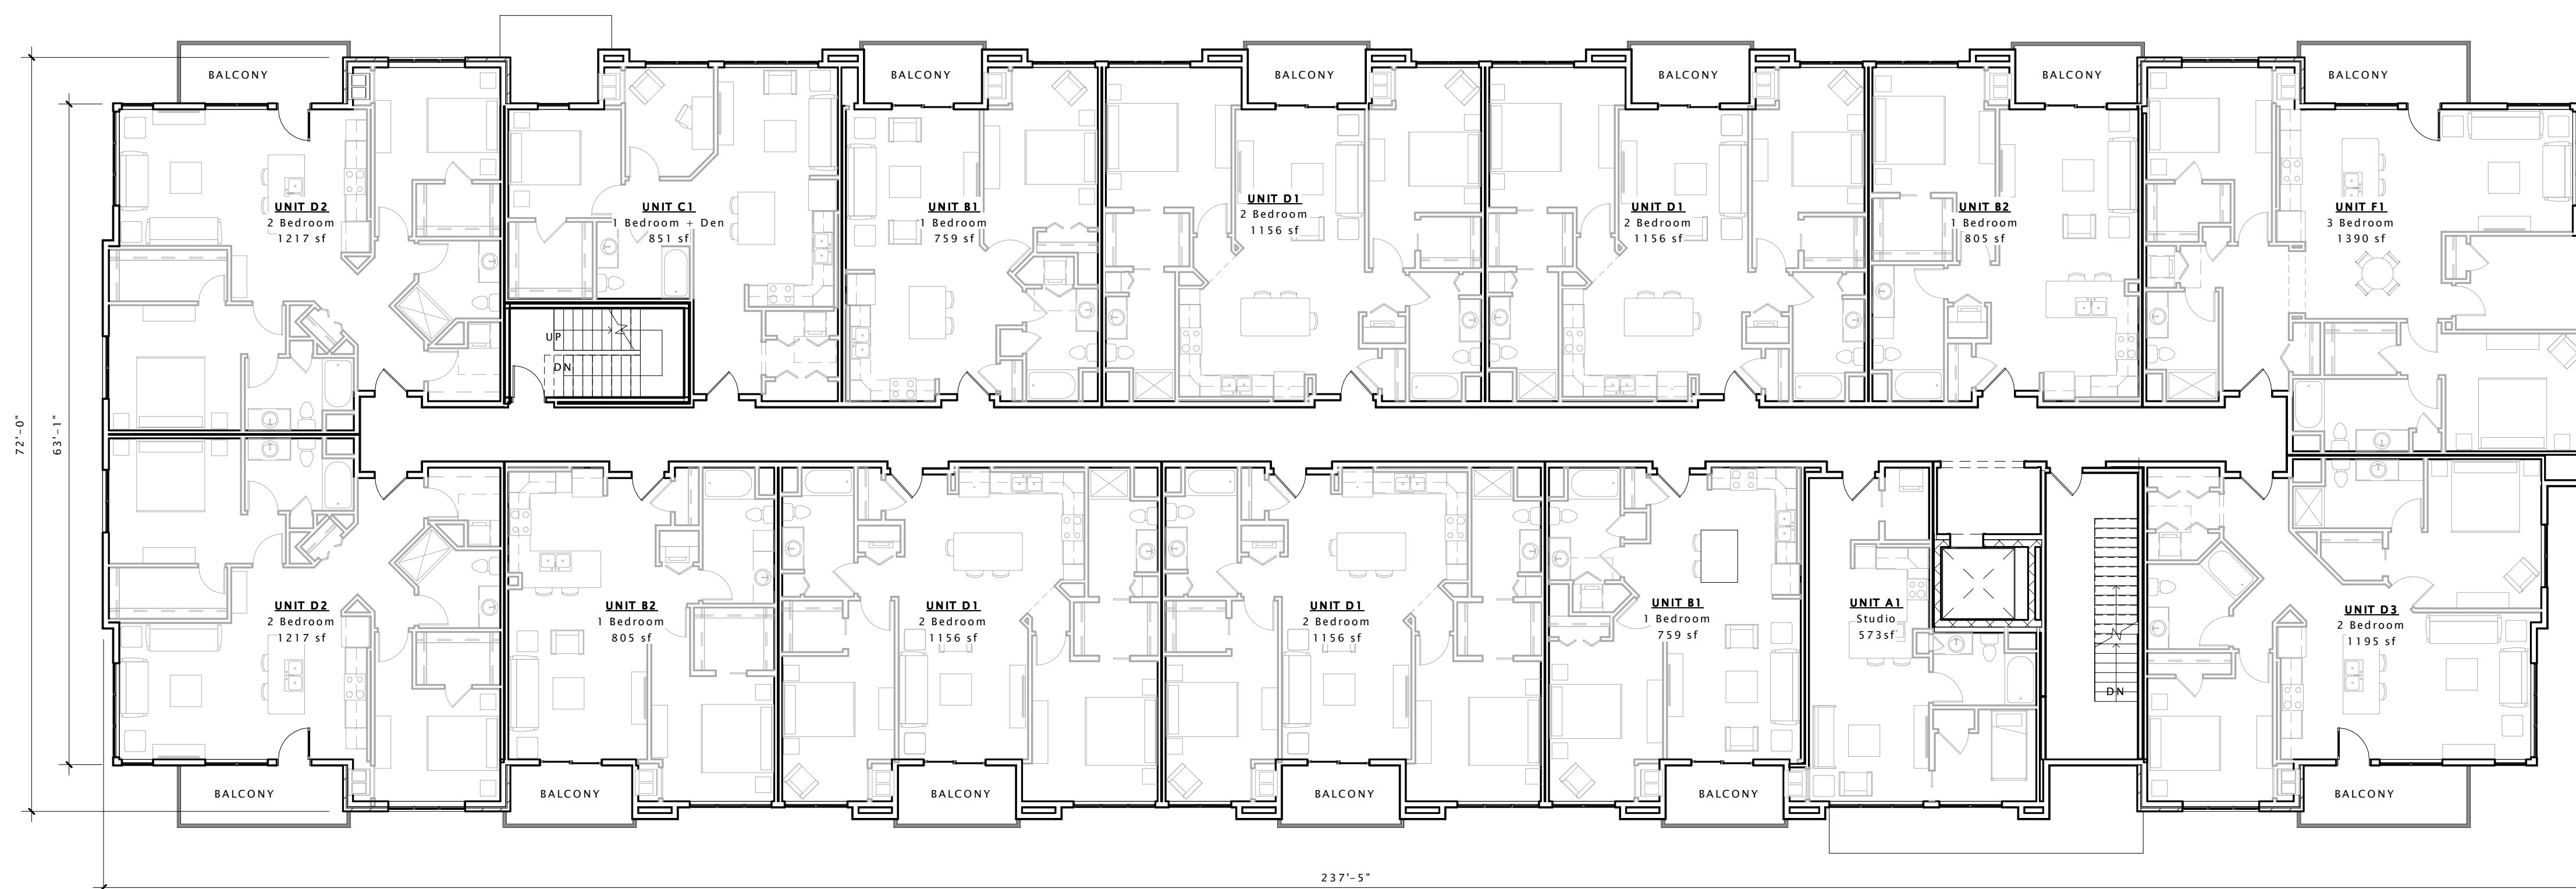 BALCONY
BALCONY
BALCONY
BALCONY
BALCONY
BALCONY
UNIT D2
2 Bedroom
1217 sf
UNIT C1
1 Bedroom + Den
851 sf
UNIT B1
1 Bedroom
759 sf
UNIT D1
2 Bedroom
1156 sf
UNIT D1
2 Bedroom
1156 sf
UNIT B2
1 Bedroom
805 sf
UNIT F1
3 Bedroom
1390 sf
UP
DN
72'-0"
63'-1"
UNIT D2
2 Bedroom
1217 sf
UNIT B2
1 Bedroom
805 sf
UNIT D1
2 Bedroom
1156 sf
UNIT D1
2 Bedroom
1156 sf
UNIT B1
1 Bedroom
759 sf
UNIT A1
Studio
573sf
UNIT D3
2 Bedroom
1195 sf
DN
BALCONY
BALCONY
BALCONY
BALCONY
BALCONY
BALCONY
237'-5"